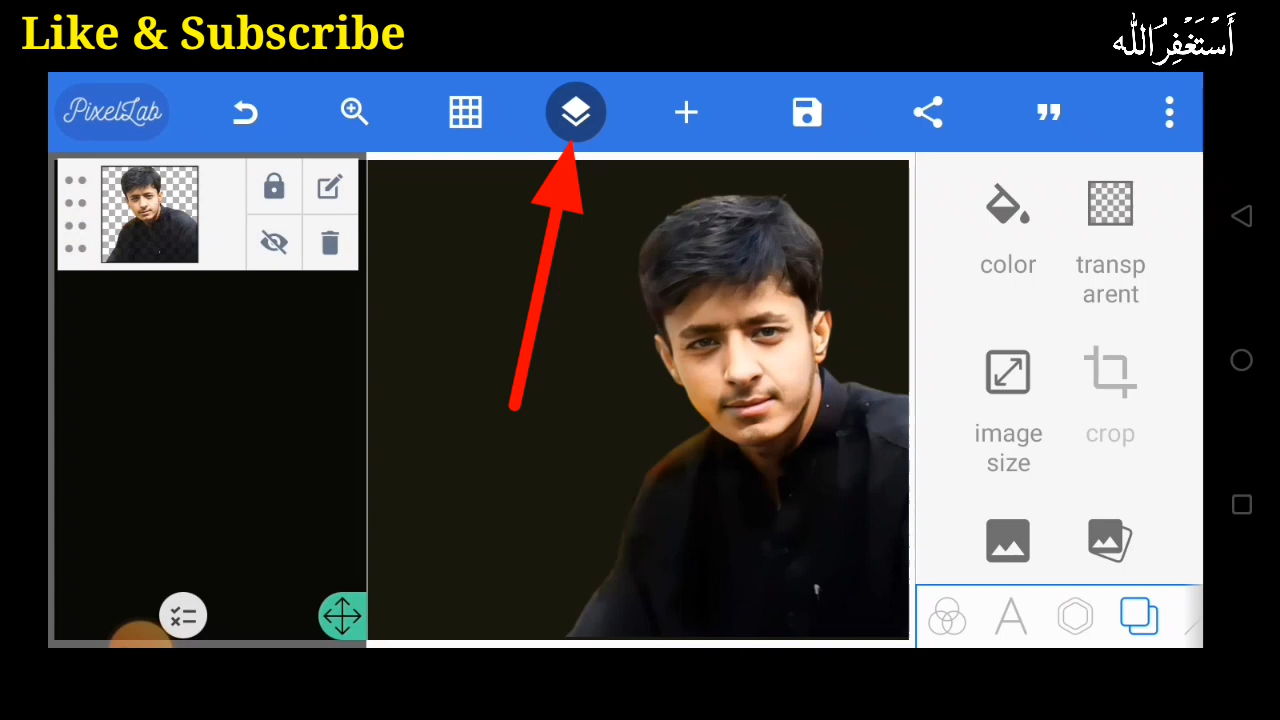 Like & Subscribe
أَسْتَغْفِرُاللّٰه
PixelLab
color
transp
arent
image
size
crop